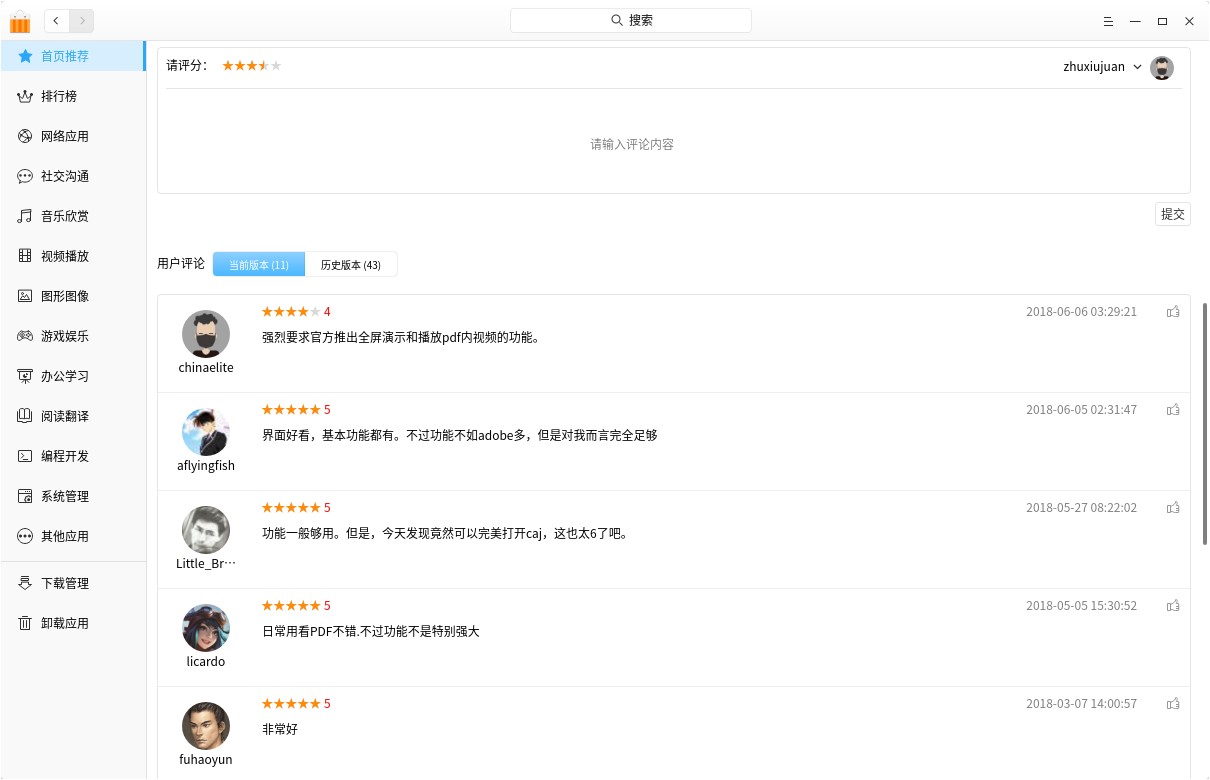 搜索
首页推荐
排行榜
网络应用
社交沟通
音乐欣赏
视频播放
图形图像
游戏娱乐
办公学习
阅读翻译
编程开发
系统管理
其他应用
下载管理
卸载应用
请评分：
zhuxiujuan
请输入评论内容
提交
用户评论
当前版本 (11)
历史版本 (43)
4
2018-06-06 03:29:21
强烈要求官方推出全屏演示和播放pdf内视频的功能。
chinaelite
5
2018-06-05 02:31:47
界面好看，基本功能都有。不过功能不如adobe多，但是对我而言完全足够
aflyingfish
5
2018-05-27 08:22:02
功能一般够用。但是，今天发现竟然可以完美打开caj，这也太6了吧。
Little_Br…
5
2018-05-05 15:30:52
日常用看PDF不错.不过功能不是特别强大
licardo
5
2018-03-07 14:00:57
非常好
fuhaoyun